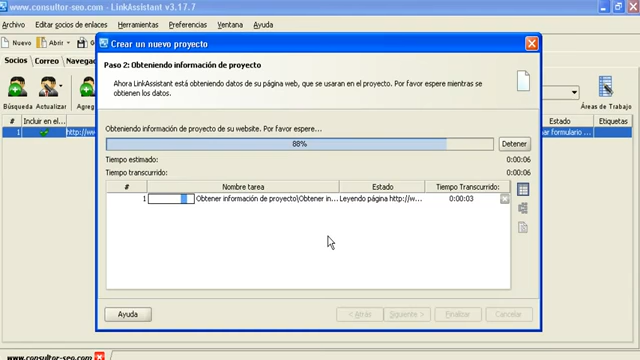 www.consultor-seo.com - LinkAssistant v3.17.7
Archivo Editar socios de enlaces Herramientas Preferencias Ventana Ayuda
Nuevo Abrir
Socios Correo
Búsqueda Actualizar
Áreas de Trabajo
# Incluir en el... Estado Etiquetas
1 formulario
Crear un nuevo proyecto
Paso 2: Obteniendo información de proyecto
Ahora LinkAssistant está obteniendo datos de su página web, que se usaran en el proyecto. Por favor espere mientras se
obtienen los datos.
Obteniendo información de proyecto de su website. Por favor espere...
88% Detener
Tiempo estimado: 0:00:06
Tiempo transcurrido: 0:00:06
# Nombre tarea Estado Tiempo Transcurrido:
1 Obtener información de proyecto\Obtener in... Leyendo página http://w... 0:00:03
Ayuda < Atrás Siguiente > Finalizar Cancelar
www.consultor-seo.com